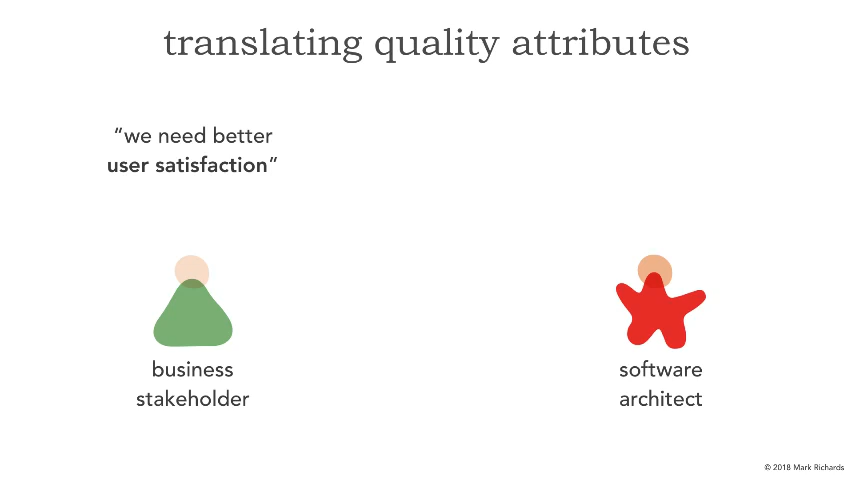 translating quality attributes
“we need better
user satisfaction”
business
stakeholder
software
architect
© 2018 Mark Richards